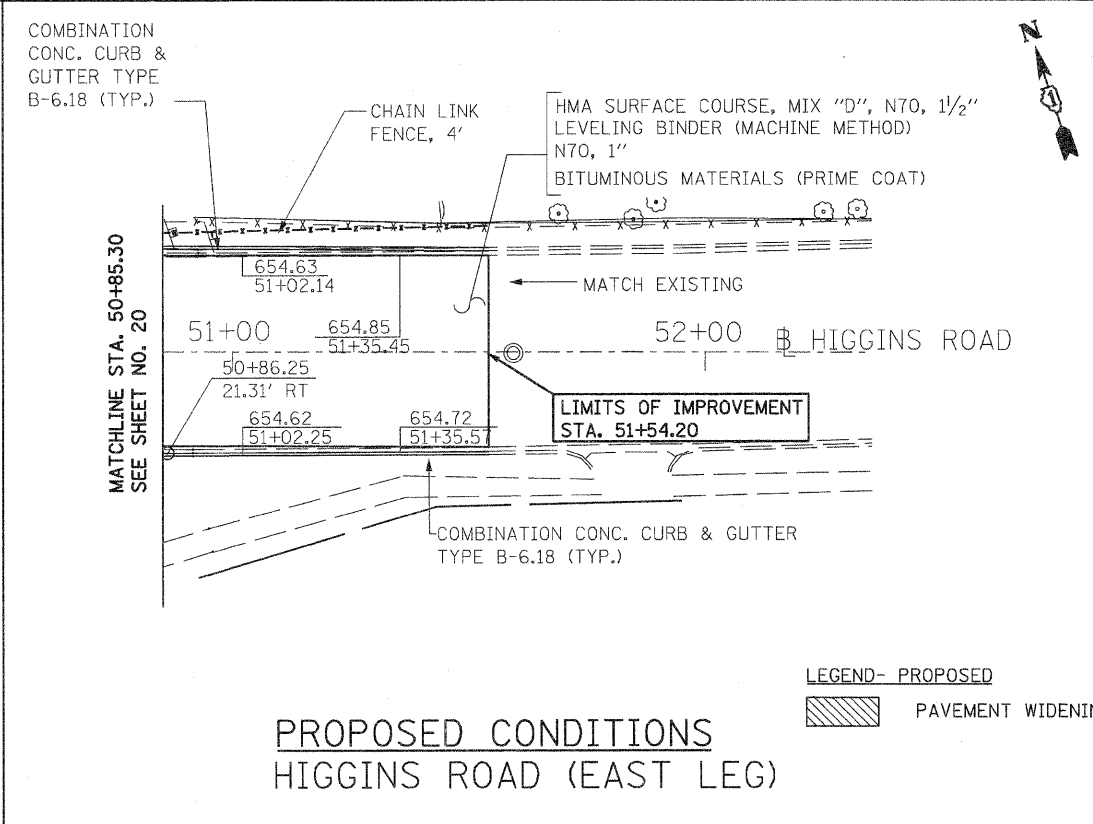 COMBINATION
CONC. CURB &
GUTTER TYPE
B-6.18 (TYP.)
CHAIN LINK
FENCE, 4'
HMA SURFACE COURSE, MIX "D", N70, 1 1/2"
LEVELING BINDER (MACHINE METHOD)
N70, 1"
BITUMINOUS MATERIALS (PRIME COAT)
N
1
MATCHLINE STA. 50+85.30
SEE SHEET NO. 20
654.63
51+02.14
MATCH EXISTING
51+00
654.85
51+35.45
52+00
B HIGGINS ROAD
50+86.25
21.31' RT
654.62
51+02.25
654.72
51+35.57
LIMITS OF IMPROVEMENT
STA. 51+54.20
COMBINATION CONC. CURB & GUTTER
TYPE B-6.18 (TYP.)
LEGEND- PROPOSED
PAVEMENT WIDENIN
PROPOSED CONDITIONS
HIGGINS ROAD (EAST LEG)